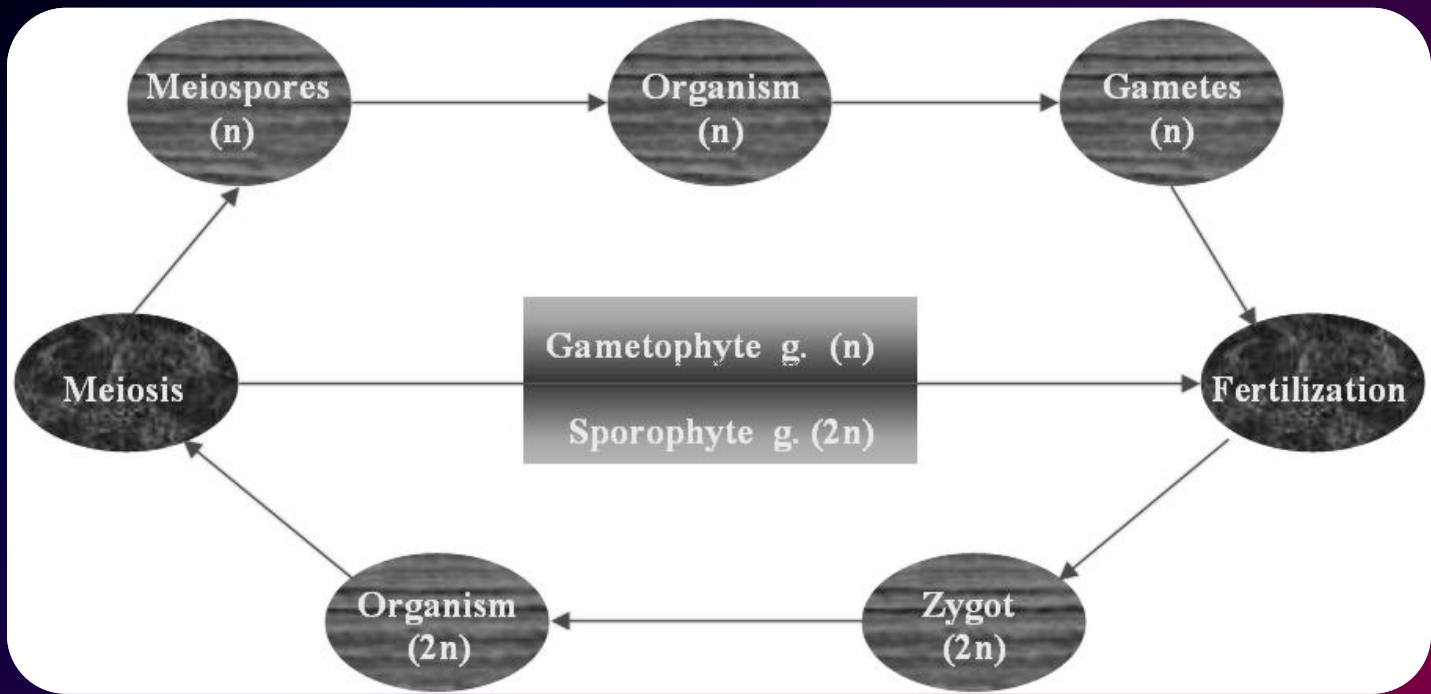 Meiospores
(n)
Organism
(n)
Gametes
(n)
Meiosis
Gametophyte g. (n)
Sporophyte g. (2n)
Fertilization
Organism
(2n)
Zygot
(2n)